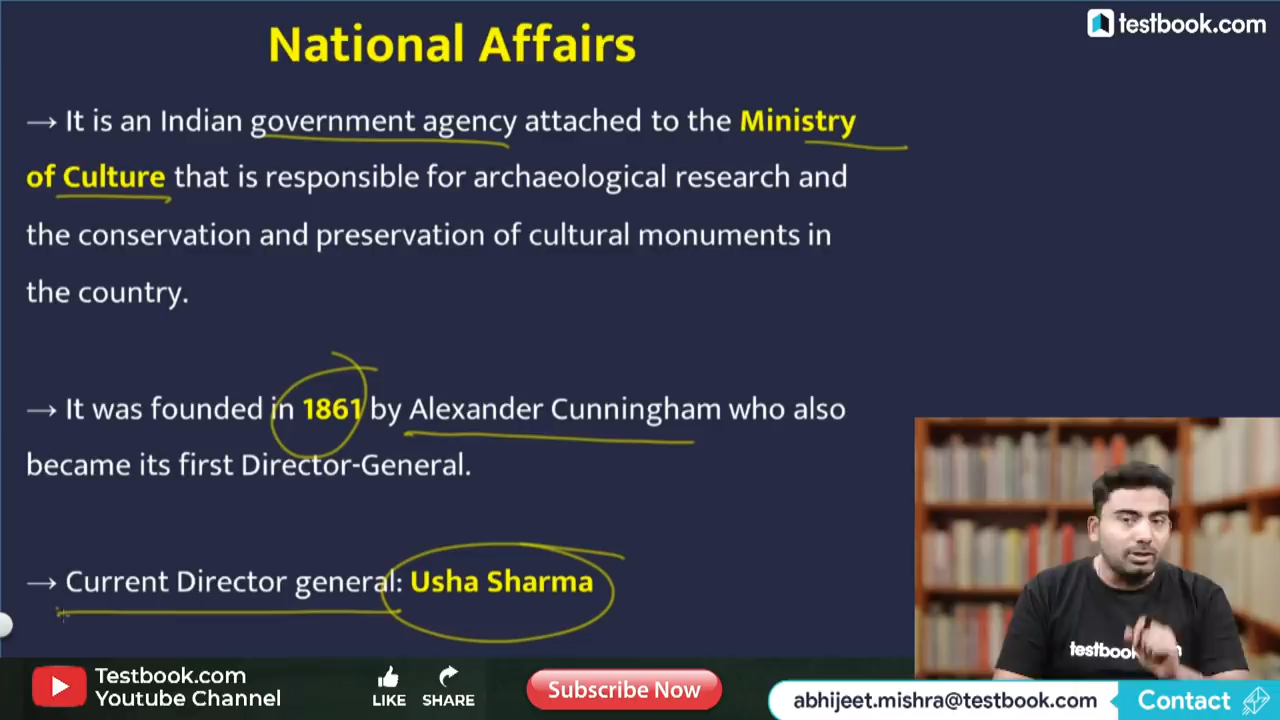 National Affairs
testbook.com
→ It is an Indian government agency attached to the Ministry
of Culture that is responsible for archaeological research and
the conservation and preservation of cultural monuments in
the country.
→ It was founded in 1861 by Alexander Cunningham who also
became its first Director-General.
→ Current Director general: Usha Sharma
testbook
Testbook.com
Youtube Channel
LIKE
SHARE
Subscribe Now
abhijeet.mishra@testbook.com
Contact